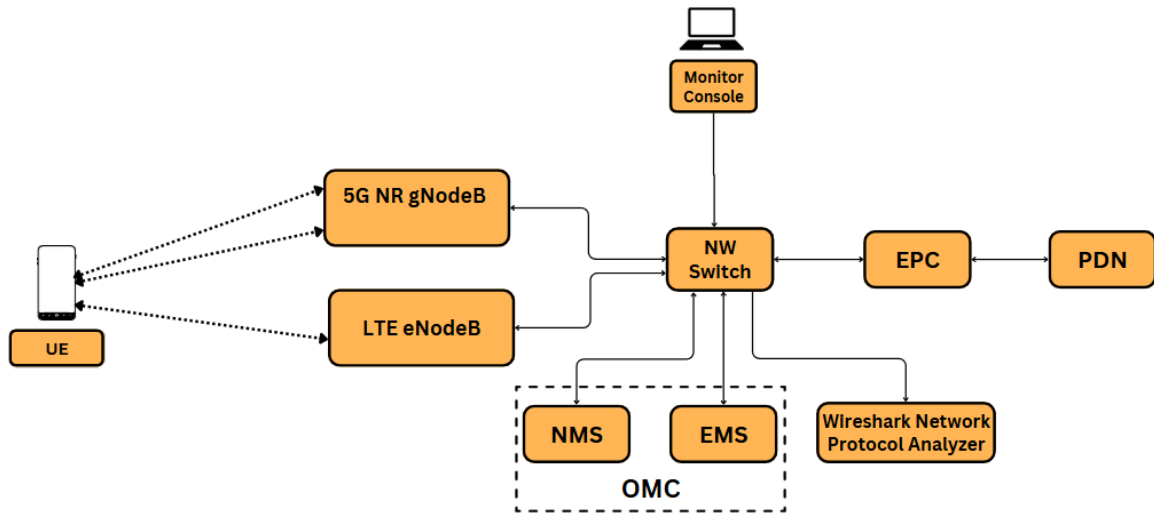 Monitor
Console
5G NR gNodeB
NW
Switch
EPC
PDN
LTE eNodeB
UE
NMS
EMS
Wireshark Network
Protocol Analyzer
OMC